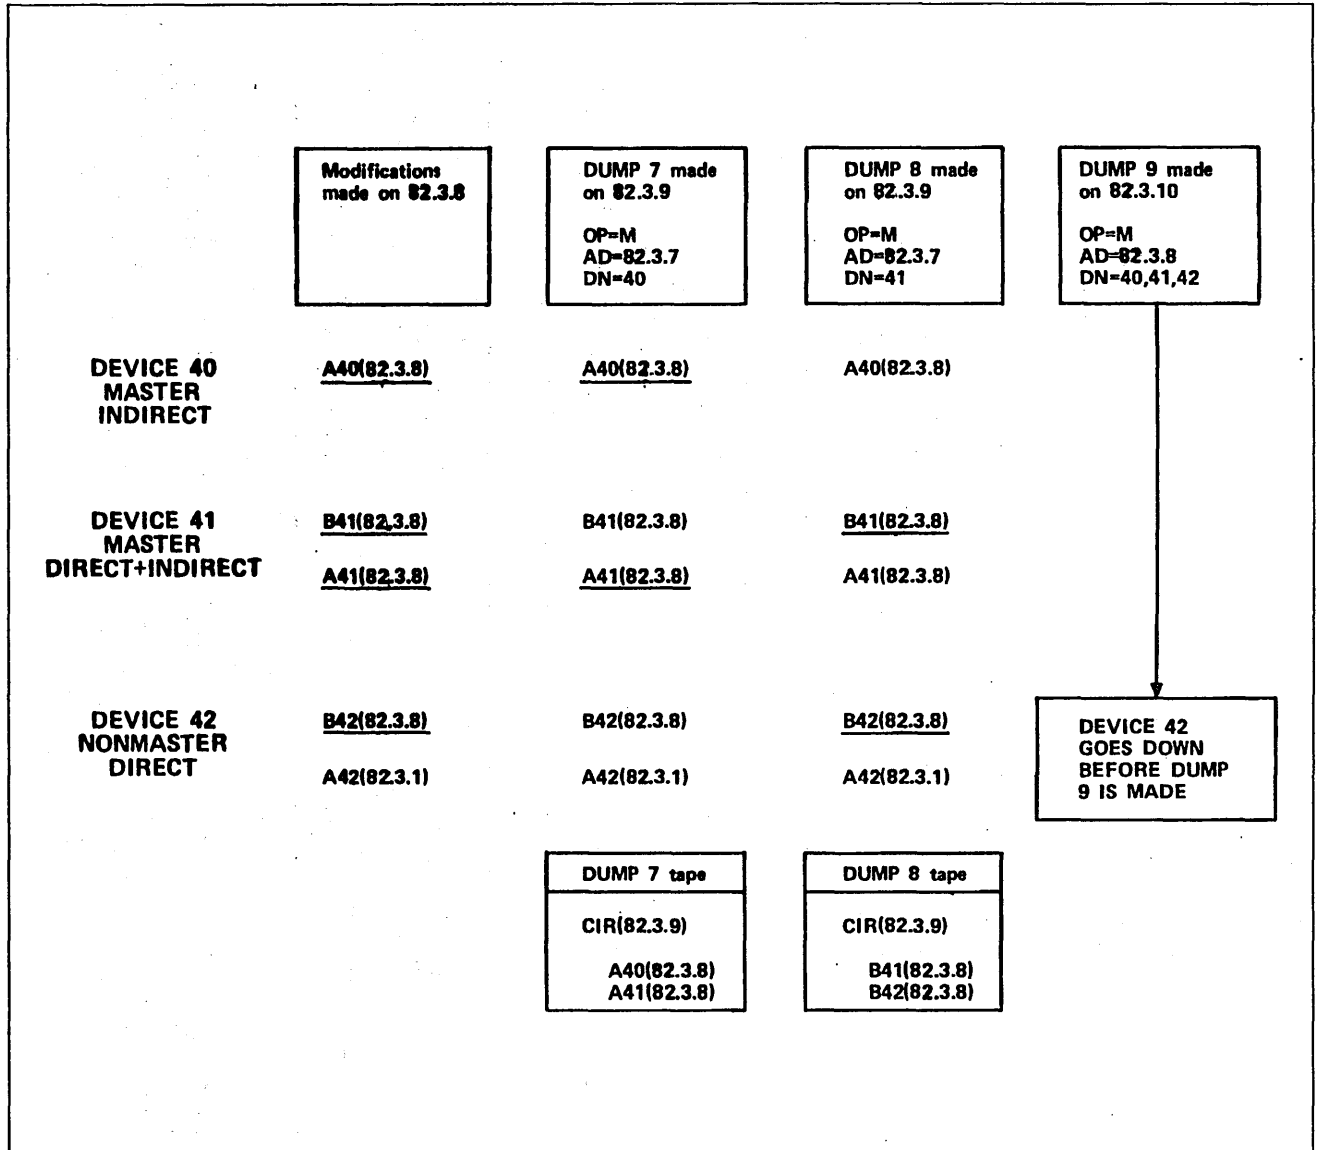 Modifications
made on 82.3.8
DUMP 7 made
on 82.3.9
OP=M
AD=82.3.7
DN=40
DUMP 8 made
on 82.3.9
OP=M
AD=82.3.7
DN=41
DUMP 9 made
on 82.3.10
OP=M
AD=82.3.8
DN=40,41,42
DEVICE 40
MASTER
INDIRECT
A40(82.3.8)
A40(82.3.8)
A40(82.3.8)
DEVICE 41
MASTER
DIRECT+INDIRECT
B41(82.3.8)
B41(82.3.8)
B41(82.3.8)
A41(82.3.8)
A41(82.3.8)
A41(82.3.8)
DEVICE 42
NONMASTER
DIRECT
B42(82.3.8)
B42(82.3.8)
B42(82.3.8)
A42(82.3.1)
A42(82.3.1)
A42(82.3.1)
DEVICE 42
GOES DOWN
BEFORE DUMP
9 IS MADE
DUMP 7 tape
CIR(82.3.9)
A40(82.3.8)
A41(82.3.8)
DUMP 8 tape
CIR(82.3.9)
B41(82.3.8)
B42(82.3.8)